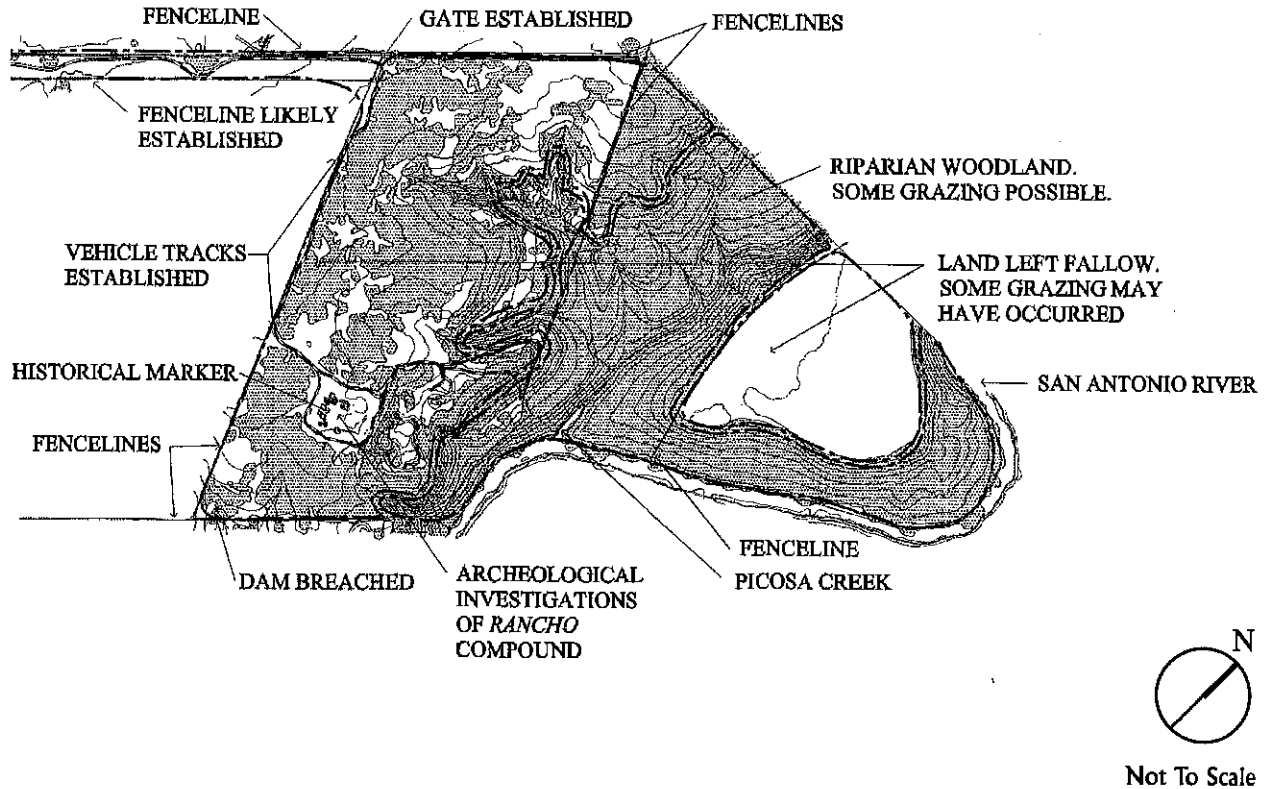 FENCELINE
GATE ESTABLISHED
FENCELINES
FENCELINE LIKELY
ESTABLISHED
RIPARIAN WOODLAND.
SOME GRAZING POSSIBLE.
VEHICLE TRACKS
ESTABLISHED
LAND LEFT FALLOW.
SOME GRAZING MAY
HAVE OCCURRED
HISTORICAL MARKER
SAN ANTONIO RIVER
FENCELINES
FENCELINE
DAM BREACHED
ARCHEOLOGICAL
INVESTIGATIONS
OF RANCHO
COMPOUND
PICOSA CREEK
N
Not To Scale